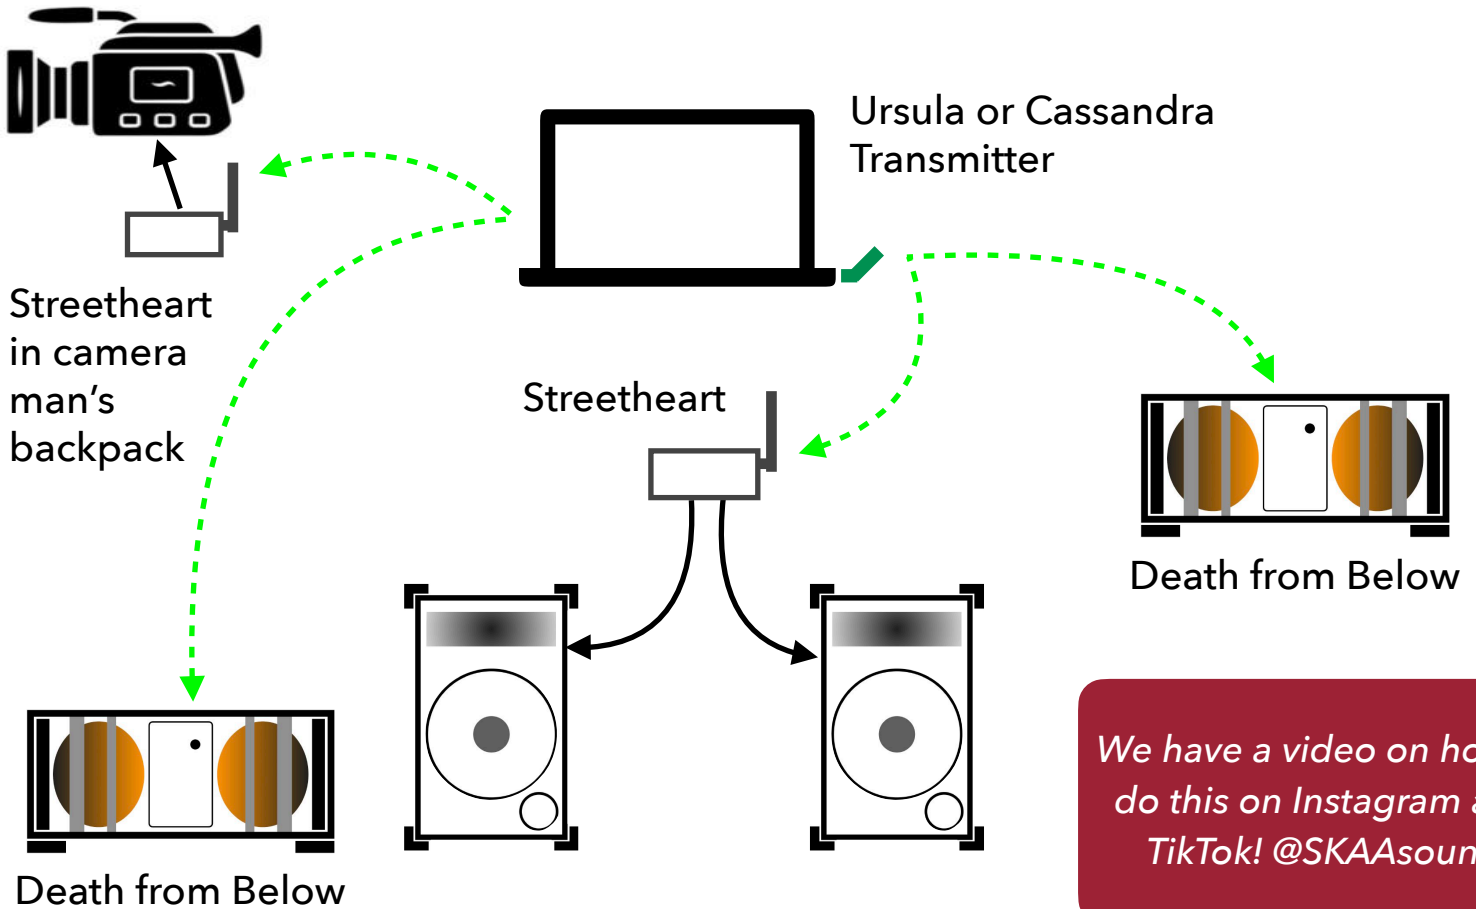 Ursula or Cassandra
Transmitter
Streetheart
in camera
man's
backpack
Streetheart
Death from Below
Death from Below
We have a video on
do this on Instagram
TikTok!